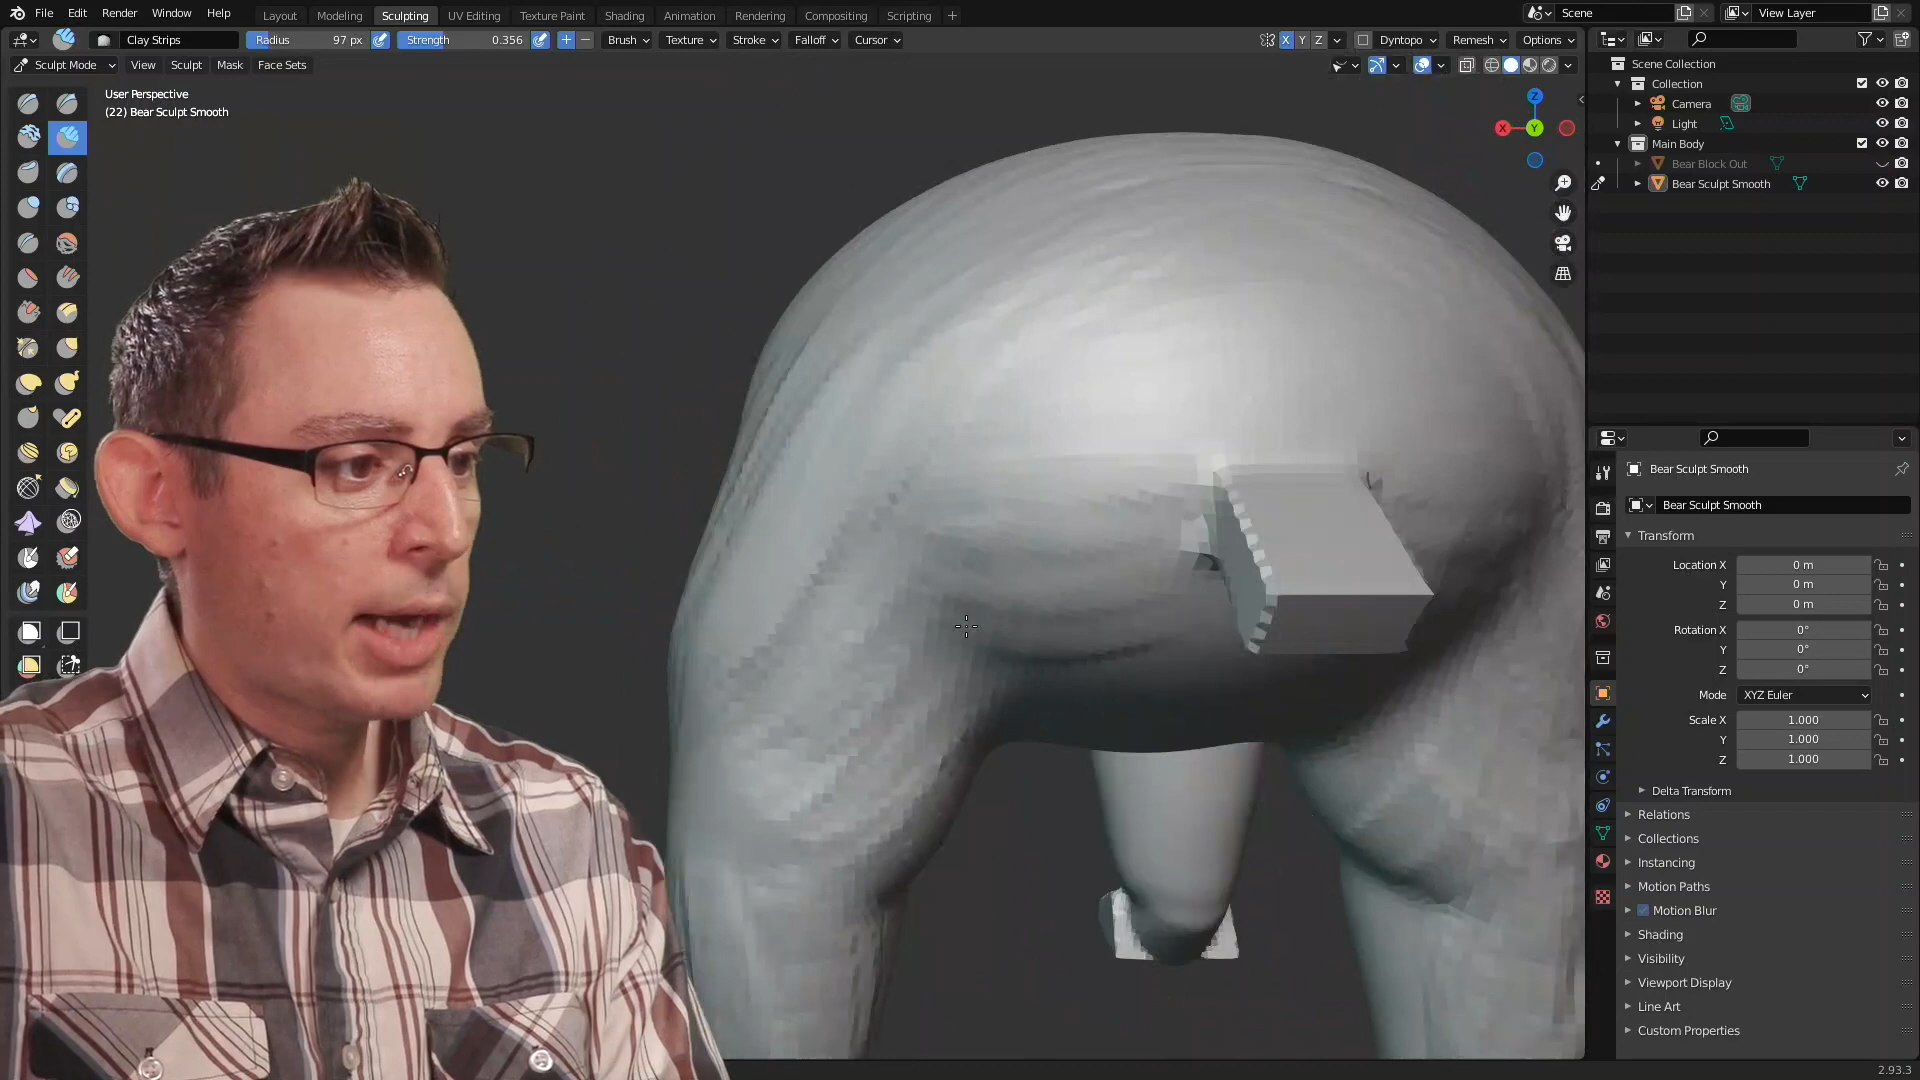 File Edit Render Window Help
Layout Modeling Sculpting UV Editing Texture Paint Shading Animation Rendering Compositing Scripting +
Scene
View Layer
Clay Strips
Radius 97 px
Strength 0.356
Brush Texture Stroke Falloff Cursor
X Y Z
Dyntopo Remesh Options
Sculpt Mode View Sculpt Mask Face Sets
User Perspective
(22) Bear Sculpt Smooth
Z
X Y
Scene Collection
Collection
Camera
Light
Main Body
Bear Block Out
Bear Sculpt Smooth
Bear Sculpt Smooth
Bear Sculpt Smooth
Transform
Location X 0 m
Y 0 m
Z 0 m
Rotation X 0°
Y 0°
Z 0°
Mode XYZ Euler
Scale X 1.000
Y 1.000
Z 1.000
Delta Transform
Relations
Collections
Instancing
Motion Paths
Motion Blur
Shading
Visibility
Viewport Display
Line Art
Custom Properties
2.93.3